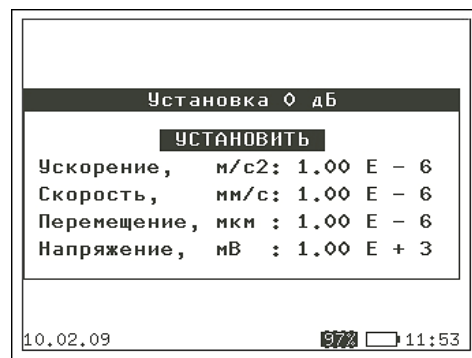 Установка 0 дБ
УСТАНОВИТЬ
Ускорение, м/с2: 1.00 E - 6
Скорость, мм/с: 1.00 E - 6
Перемещение, мкм : 1.00 E - 6
Напряжение, мВ : 1.00 E + 3
10.02.09 97% 11:53